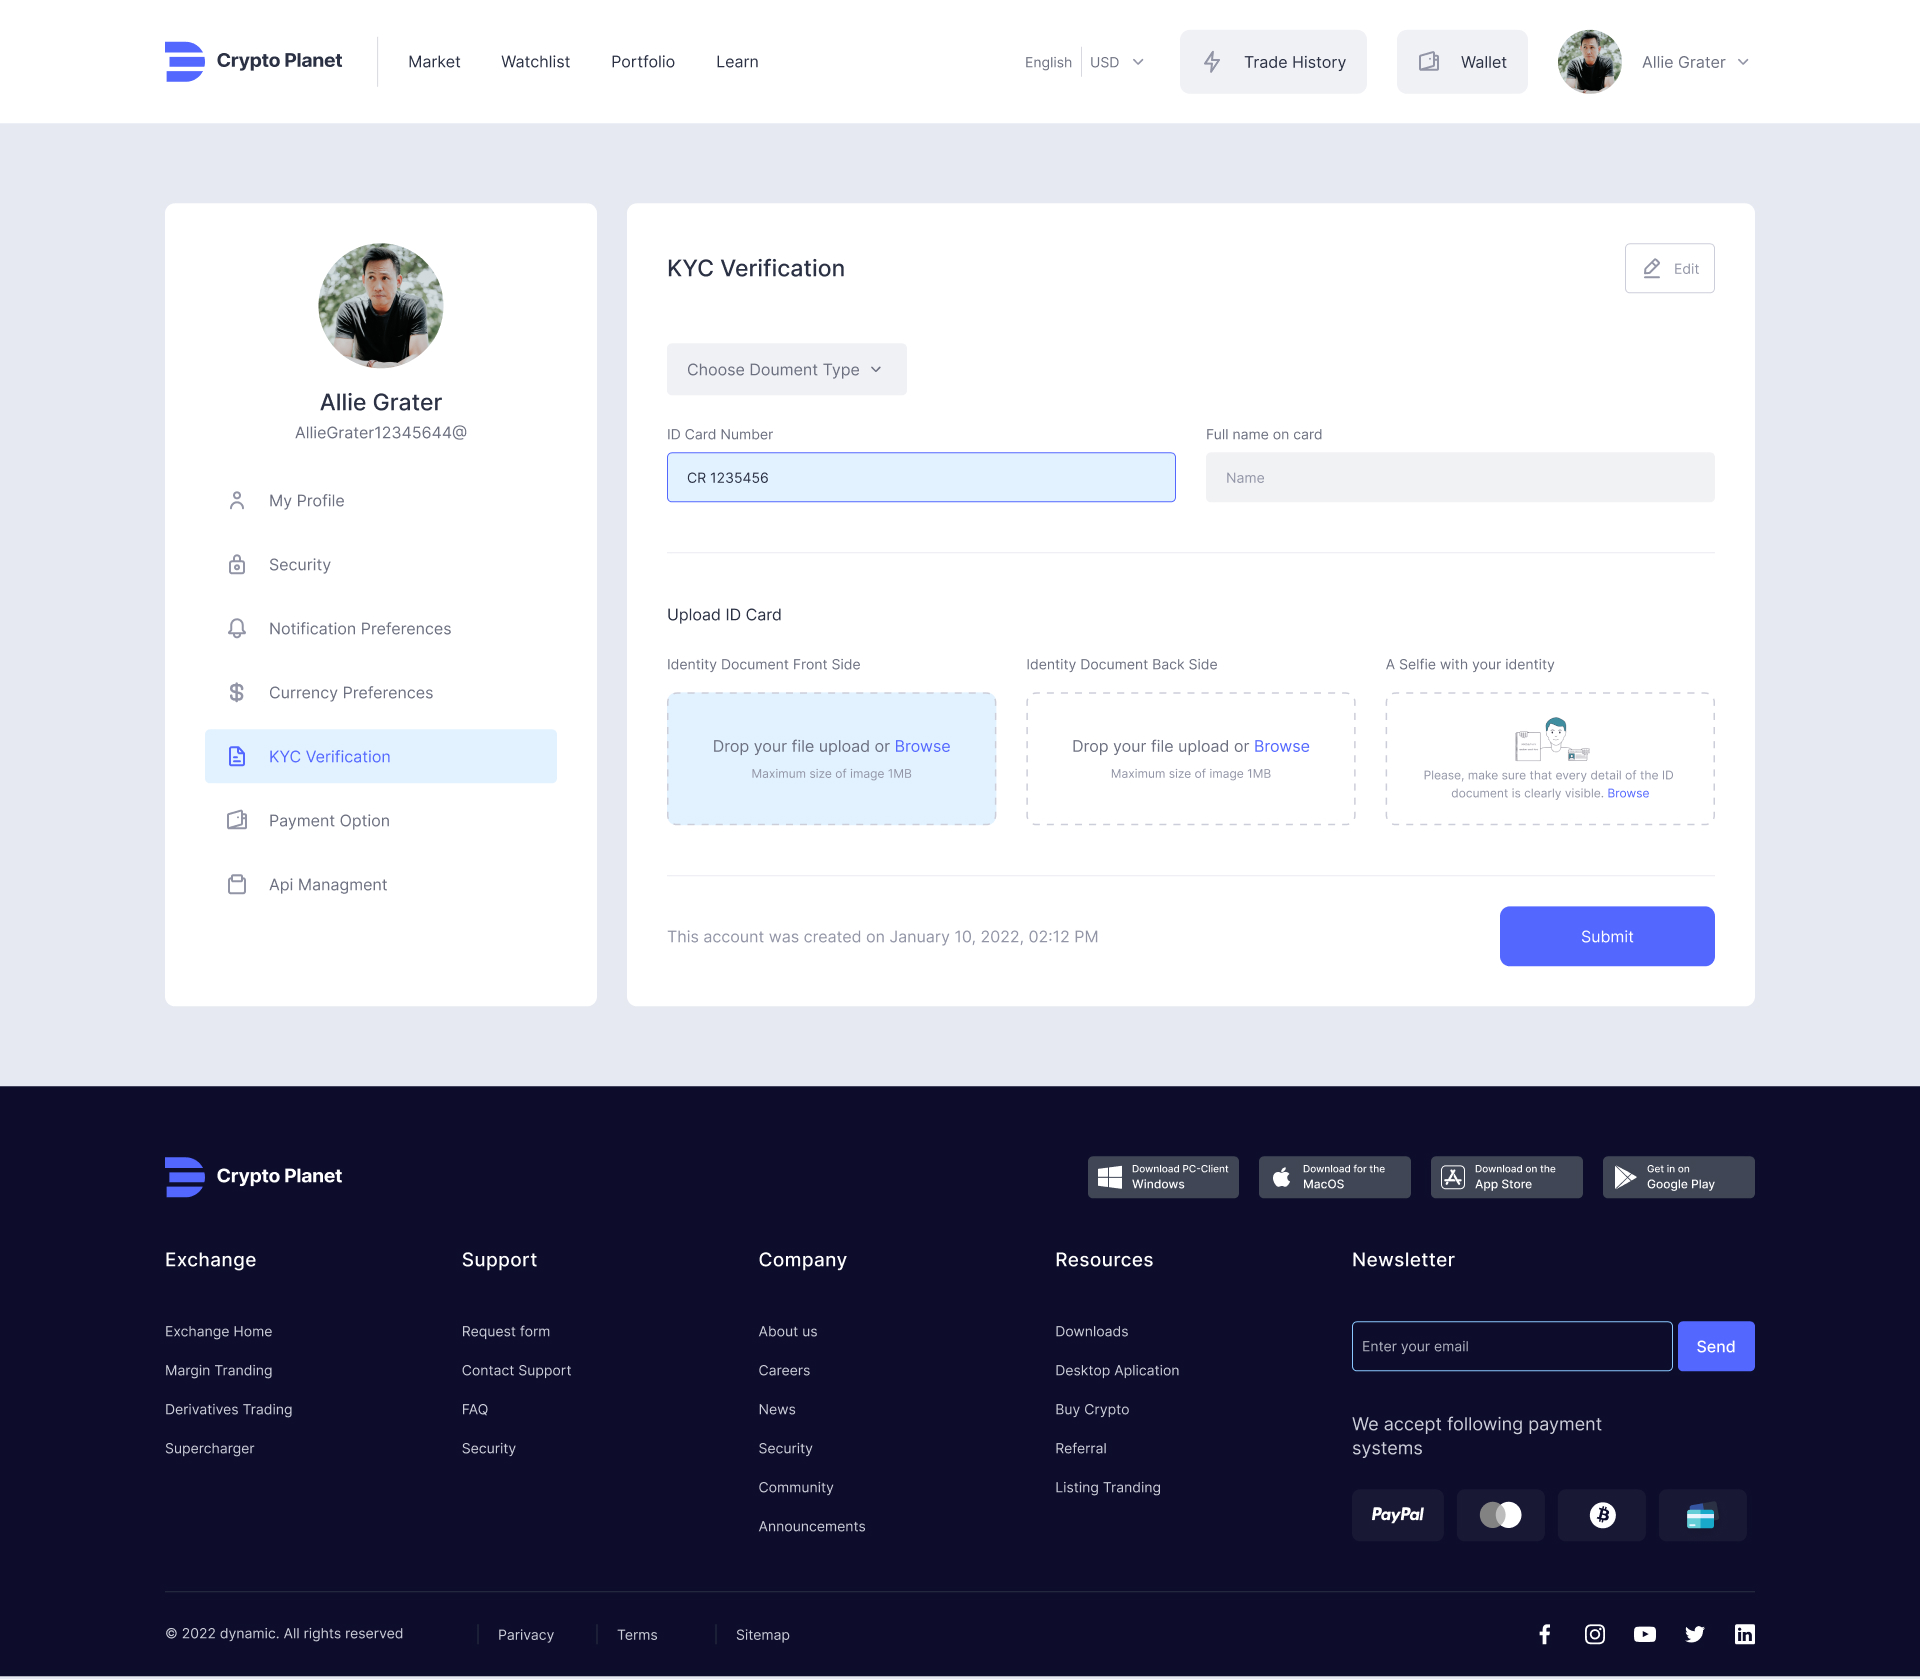 Crypto Planet
Market
Watchlist
Portfolio
Learn
English
USD
Trade History
Wallet
Allie Grater
Allie Grater
AllieGrater12345644@
My Profile
Security
Notification Preferences
Currency Preferences
KYC Verification
Payment Option
Api Managment
KYC Verification
Edit
Choose Doument Type
ID Card Number
CR 1235456
Full name on card
Name
Upload ID Card
Identity Document Front Side
Drop your file upload or Browse
Maximum size of image 1MB
Identity Document Back Side
Drop your file upload or Browse
Maximum size of image 1MB
A Selfie with your identity
Please, make sure that every detail of the ID
document is clearly visible. Browse
This account was created on January 10, 2022, 02:12 PM
Submit
Crypto Planet
Download PC-Client
Windows
Download for the
MacOS
Download on the
App Store
Get in on
Google Play
Exchange
Exchange Home
Margin Tranding
Derivatives Trading
Supercharger
Support
Request form
Contact Support
FAQ
Security
Company
About us
Careers
News
Security
Community
Announcements
Resources
Downloads
Desktop Aplication
Buy Crypto
Referral
Listing Tranding
Newsletter
Enter your email
Send
We accept following payment
systems
PayPal
© 2022 dynamic. All rights reserved
Parivacy
Terms
Sitemap